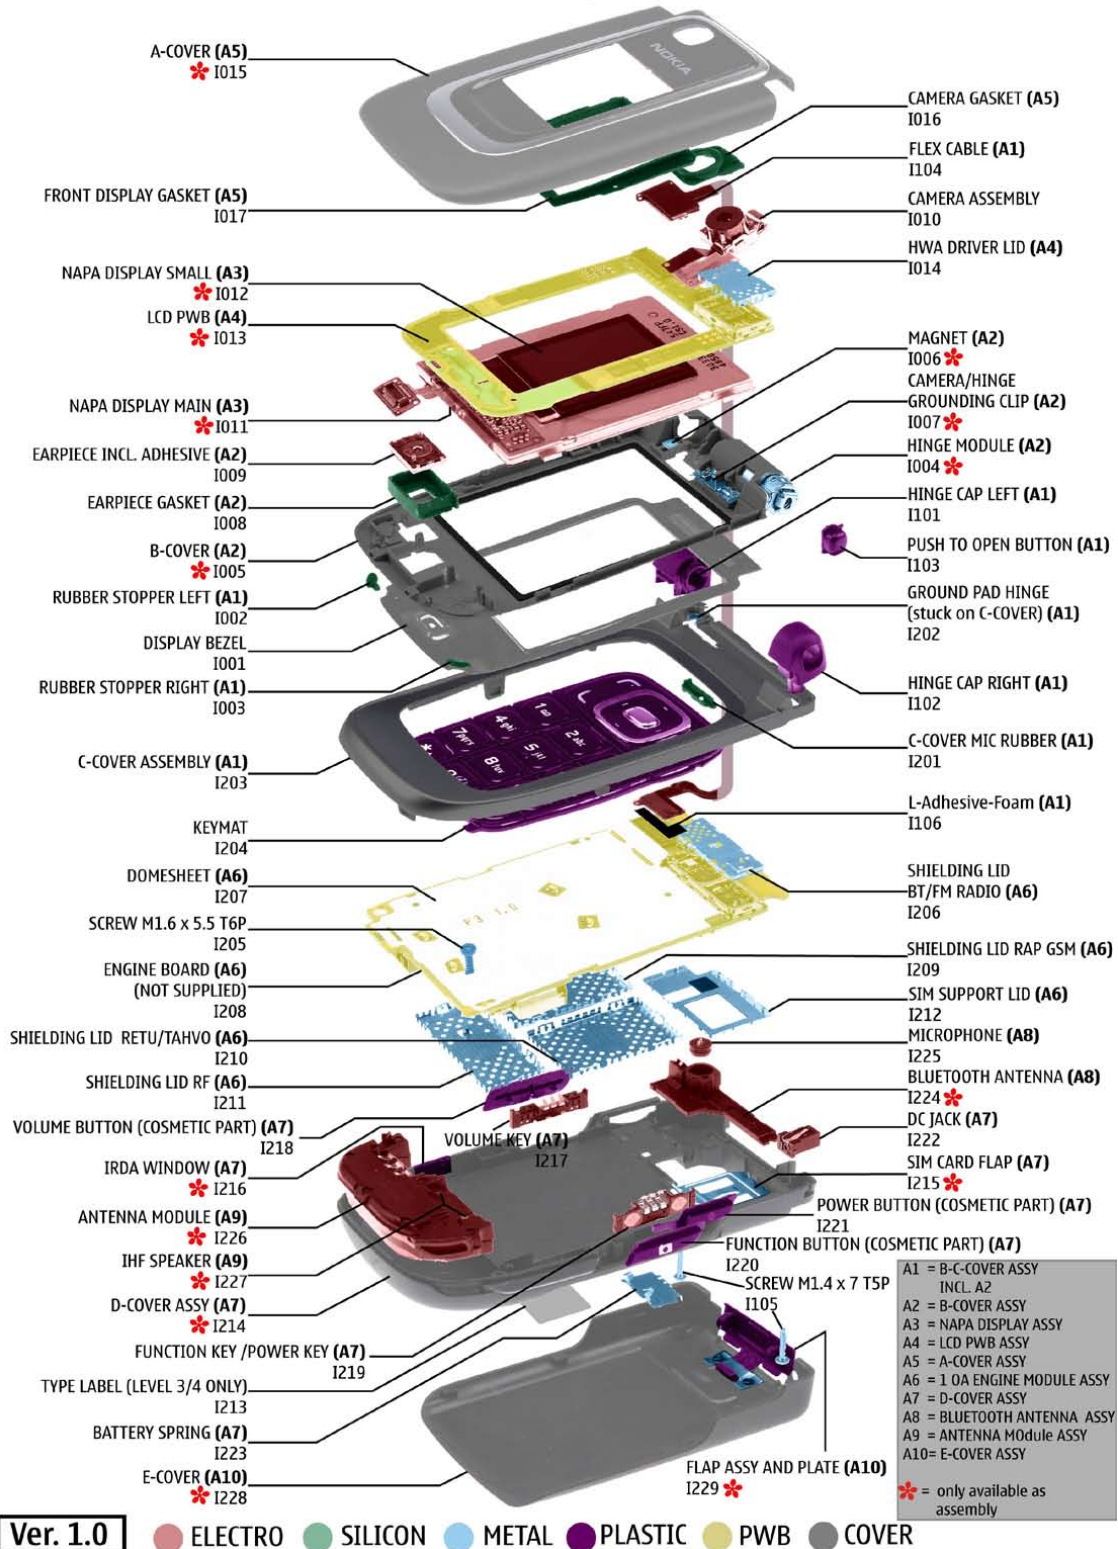 NOKIA
A-COVER (A5)
I015
FRONT DISPLAY GASKET (A5)
I017
NAPA DISPLAY SMALL (A3)
I012
LCD PWB (A4)
I013
NAPA DISPLAY MAIN (A3)
I011
EARPIECE INCL. ADHESIVE (A2)
I009
EARPIECE GASKET (A2)
I008
B-COVER (A2)
I005
RUBBER STOPPER LEFT (A1)
I002
DISPLAY BEZEL
I001
RUBBER STOPPER RIGHT (A1)
I003
C-COVER ASSEMBLY (A1)
I203
KEYMAT
I204
DOMESHEET (A6)
I207
SCREW M1.6 x 5.5 T6P
I205
ENGINE BOARD (A6)
(NOT SUPPLIED)
I208
SHIELDING LID RETU/TAHVO (A6)
I210
SHIELDING LID RF (A6)
I211
VOLUME BUTTON (COSMETIC PART) (A7)
I218
IRDA WINDOW (A7)
I216
ANTENNA MODULE (A9)
I226
IHF SPEAKER (A9)
I227
D-COVER ASSY (A7)
I214
FUNCTION KEY /POWER KEY (A7)
I219
TYPE LABEL (LEVEL 3/4 ONLY)
I213
BATTERY SPRING (A7)
I223
E-COVER (A10)
I228
CAMERA GASKET (A5)
I016
FLEX CABLE (A1)
I104
CAMERA ASSEMBLY
I010
HWA DRIVER LID (A4)
I014
MAGNET (A2)
I006
CAMERA/HINGE
GROUNDING CLIP (A2)
I007
HINGE MODULE (A2)
I004
HINGE CAP LEFT (A1)
I101
PUSH TO OPEN BUTTON (A1)
I103
GROUND PAD HINGE
(stuck on C-COVER) (A1)
I202
HINGE CAP RIGHT (A1)
I102
C-COVER MIC RUBBER (A1)
I201
L-Adhesive-Foam (A1)
I106
SHIELDING LID
BT/FM RADIO (A6)
I206
SHIELDING LID RAP GSM (A6)
I209
SIM SUPPORT LID (A6)
I212
MICROPHONE (A8)
I225
BLUETOOTH ANTENNA (A8)
I224
DC JACK (A7)
I222
SIM CARD FLAP (A7)
I215
POWER BUTTON (COSMETIC PART) (A7)
I221
FUNCTION BUTTON (COSMETIC PART) (A7)
I220
SCREW M1.4 x 7 T5P
I105
VOLUME KEY (A7)
I217
FLAP ASSY AND PLATE (A10)
I229
1
4 ghi
7 pqrs
2 abc
5 jkl
8 tuv
*
P3 1.0
A1 = B-C-COVER ASSY
INCL. A2
A2 = B-COVER ASSY
A3 = NAPA DISPLAY ASSY
A4 = LCD PWB ASSY
A5 = A-COVER ASSY
A6 = 1 OA ENGINE MODULE ASSY
A7 = D-COVER ASSY
A8 = BLUETOOTH ANTENNA ASSY
A9 = ANTENNA MOdule ASSY
A10= E-COVER ASSY
= only available as
assembly
Ver. 1.0
ELECTRO SILICON METAL PLASTIC PWB COVER